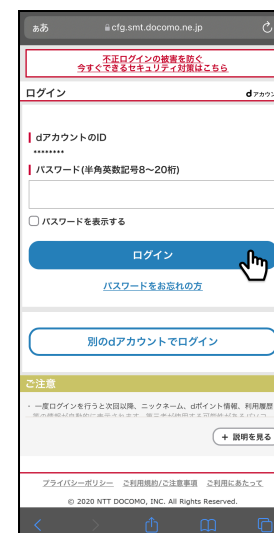 ああ cfg.smt.docomo.ne.jp
不正ログインの被害を防ぐ
今すぐできるセキュリティ対策はこちら
ログイン dアカウン
dアカウントのID
********
パスワード(半角英数記号8〜20桁)
パスワードを表示する
ログイン
パスワードをお忘れの方
別のdアカウントでログイン
ご注意
・ 一度ログインを行うと次回以降、ニックネーム、dポイント情報、利用履歴
+ 説明を見る
プライバシーポリシー ご利用規約/ご注意事項 ご利用にあたって
© 2020 NTT DOCOMO, INC. All Rights Reserved.